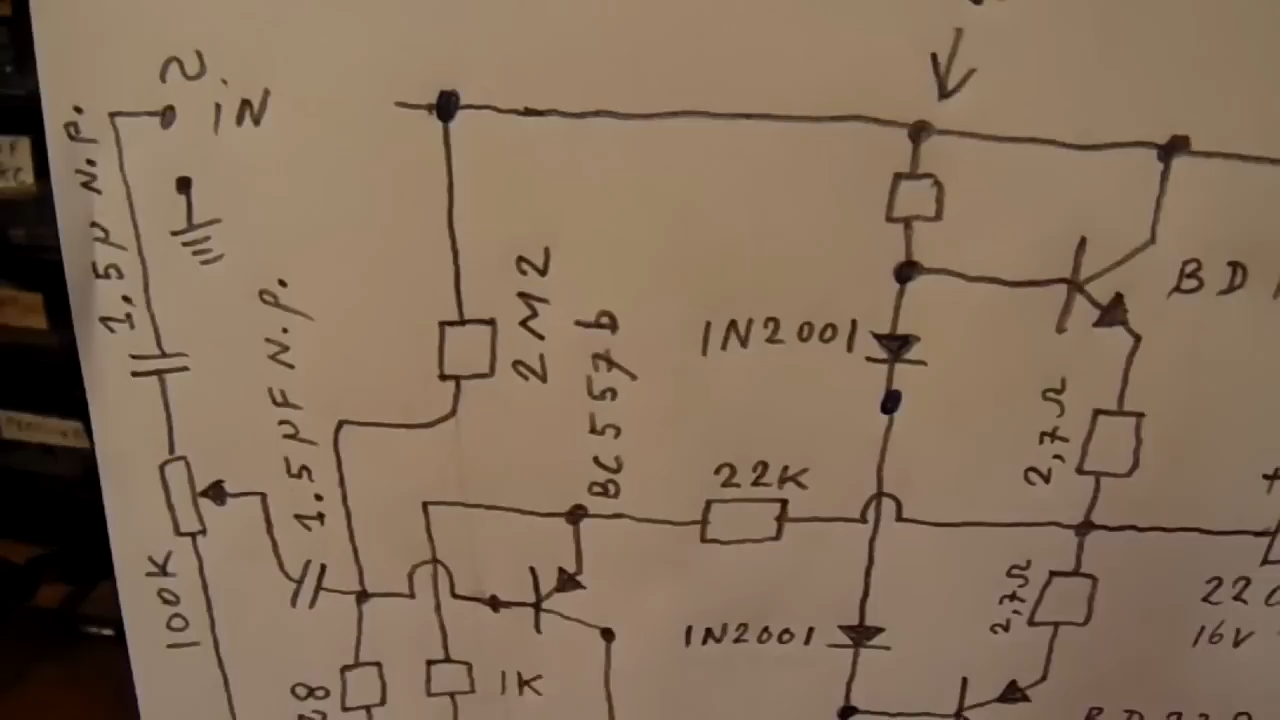 ~ iN
1.5µ N.P.
1.5µF N.P.
100K
2M2
BC557b
1N2001
BD
2,7Ω
22K
2,7Ω
1N2001
1K
+
16V